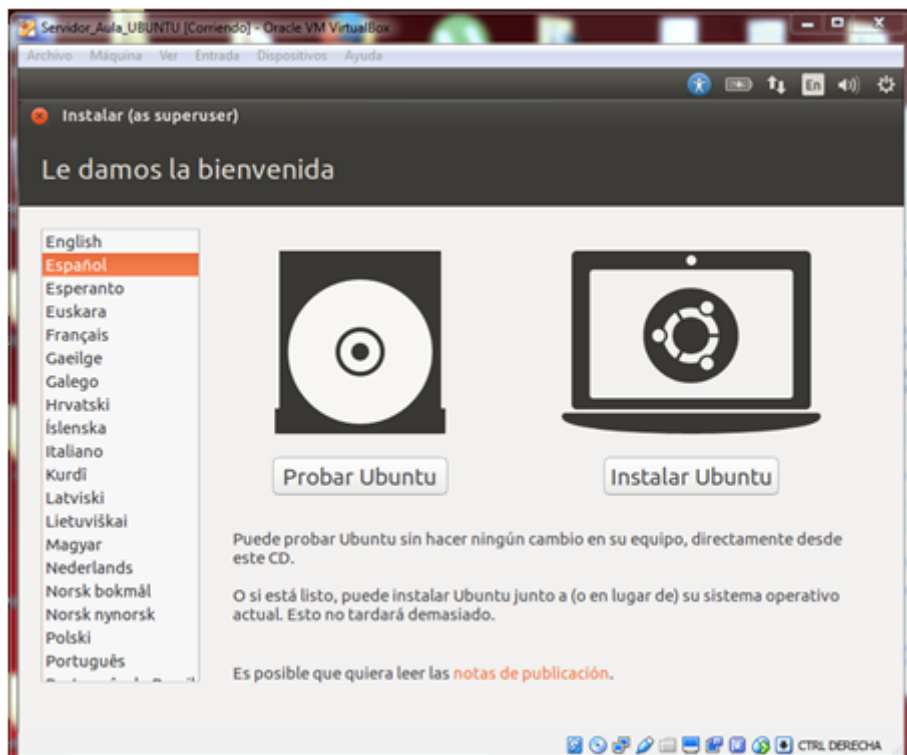 Servidor_Aula_UBUNTU [Corriendo] - Oracle VM VirtualBox
Archivo Máquina Ver Entrada Dispositivos Ayuda
En
Instalar (as superuser)
Le damos la bienvenida
English
Español
Esperanto
Euskara
Français
Gaeilge
Galego
Hrvatski
Íslenska
Italiano
Kurdî
Latviski
Lietuviškai
Magyar
Nederlands
Norsk bokmål
Norsk nynorsk
Polski
Português
Probar Ubuntu
Instalar Ubuntu
Puede probar Ubuntu sin hacer ningún cambio en su equipo, directamente desde
este CD.
O si está listo, puede instalar Ubuntu junto a (o en lugar de) su sistema operativo
actual. Esto no tardará demasiado.
Es posible que quiera leer las notas de publicación.
CTRL DERECHA